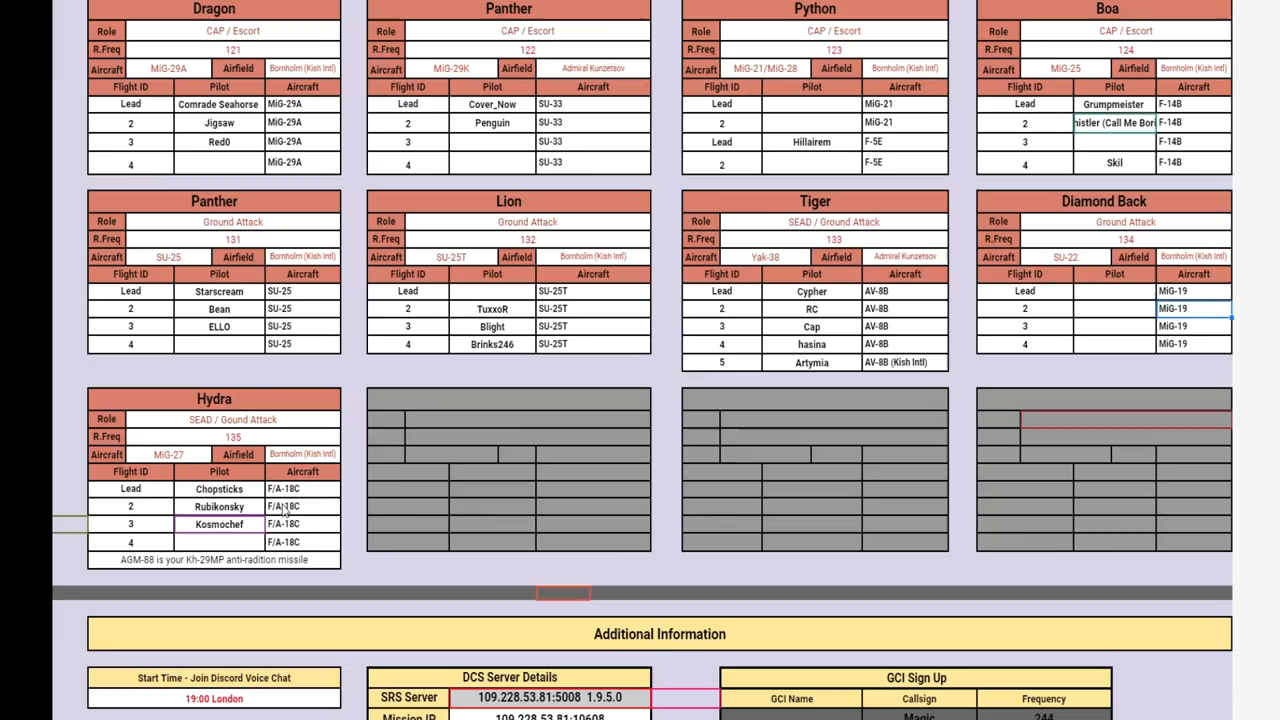 Dragon
Role CAP / Escort
R.Freq 121
Aircraft MiG-29A Airfield Bornholm (Kish Intl)
Flight ID Pilot Aircraft
Lead Comrade Seahorse MiG-29A
2 Jigsaw MiG-29A
3 Red0 MiG-29A
4 MiG-29A
Panther
Role CAP / Escort
R.Freq 122
Aircraft MiG-29K Airfield Admiral Kunzetsov
Flight ID Pilot Aircraft
Lead Cover_Now SU-33
2 Penguin SU-33
3 SU-33
4 SU-33
Python
Role CAP / Escort
R.Freq 123
Aircraft MiG-21/MiG-28 Airfield Bornholm (Kish Intl)
Flight ID Pilot Aircraft
Lead MiG-21
2 MiG-21
Lead Hillairem F-5E
2 F-5E
Boa
Role CAP / Escort
R.Freq 124
Aircraft MiG-25 Airfield Bornholm (Kish Intl)
Flight ID Pilot Aircraft
Lead Grumpmeister F-14B
2 histler (Call Me Bori F-14B
3 F-14B
4 Skil F-14B
Panther
Role Ground Attack
R.Freq 131
Aircraft SU-25 Airfield Bornholm (Kish Intl)
Flight ID Pilot Aircraft
Lead Starscream SU-25
2 Bean SU-25
3 ELLO SU-25
4 SU-25
Lion
Role Ground Attack
R.Freq 132
Aircraft SU-25T Airfield Bornholm (Kish Intl)
Flight ID Pilot Aircraft
Lead SU-25T
2 TuxxoR SU-25T
3 Blight SU-25T
4 Brinks246 SU-25T
Tiger
Role SEAD / Ground Attack
R.Freq 133
Aircraft Yak-38 Airfield Admiral Kunzetsov
Flight ID Pilot Aircraft
Lead Cypher AV-8B
2 RC AV-8B
3 Cap AV-8B
4 hasina AV-8B
5 Artymia AV-8B (Kish Intl)
Diamond Back
Role Ground Attack
R.Freq 134
Aircraft SU-22 Airfield Bornholm (Kish Intl)
Flight ID Pilot Aircraft
Lead MiG-19
2 MiG-19
3 MiG-19
4 MiG-19
Hydra
Role SEAD / Gound Attack
R.Freq 135
Aircraft MiG-27 Airfield Bornholm (Kish Intl)
Flight ID Pilot Aircraft
Lead Chopsticks F/A-18C
2 Rubikonsky F/A-18C
3 Kosmochef F/A-18C
4 F/A-18C
AGM-88 is your Kh-29MP anti-radition missile
Additional Information
Start Time - Join Discord Voice Chat
19:00 London
DCS Server Details
SRS Server 109.228.53.81:5008 1.9.5.0
Mission IP 109.228.53.81:10608
GCI Sign Up
GCI Name Callsign Frequency
Magic 244